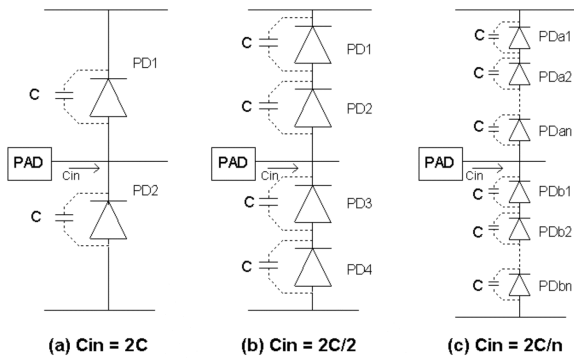 C
PD1
PAD
Cin
C
PD2
(a) Cin = 2C
C
PD1
C
PD2
PAD
Cin
C
PD3
C
PD4
(b) Cin = 2C/2
C
PDa1
C
PDa2
C
PDan
PAD
Cin
C
PDb1
C
PDb2
C
PDbn
(c) Cin = 2C/n